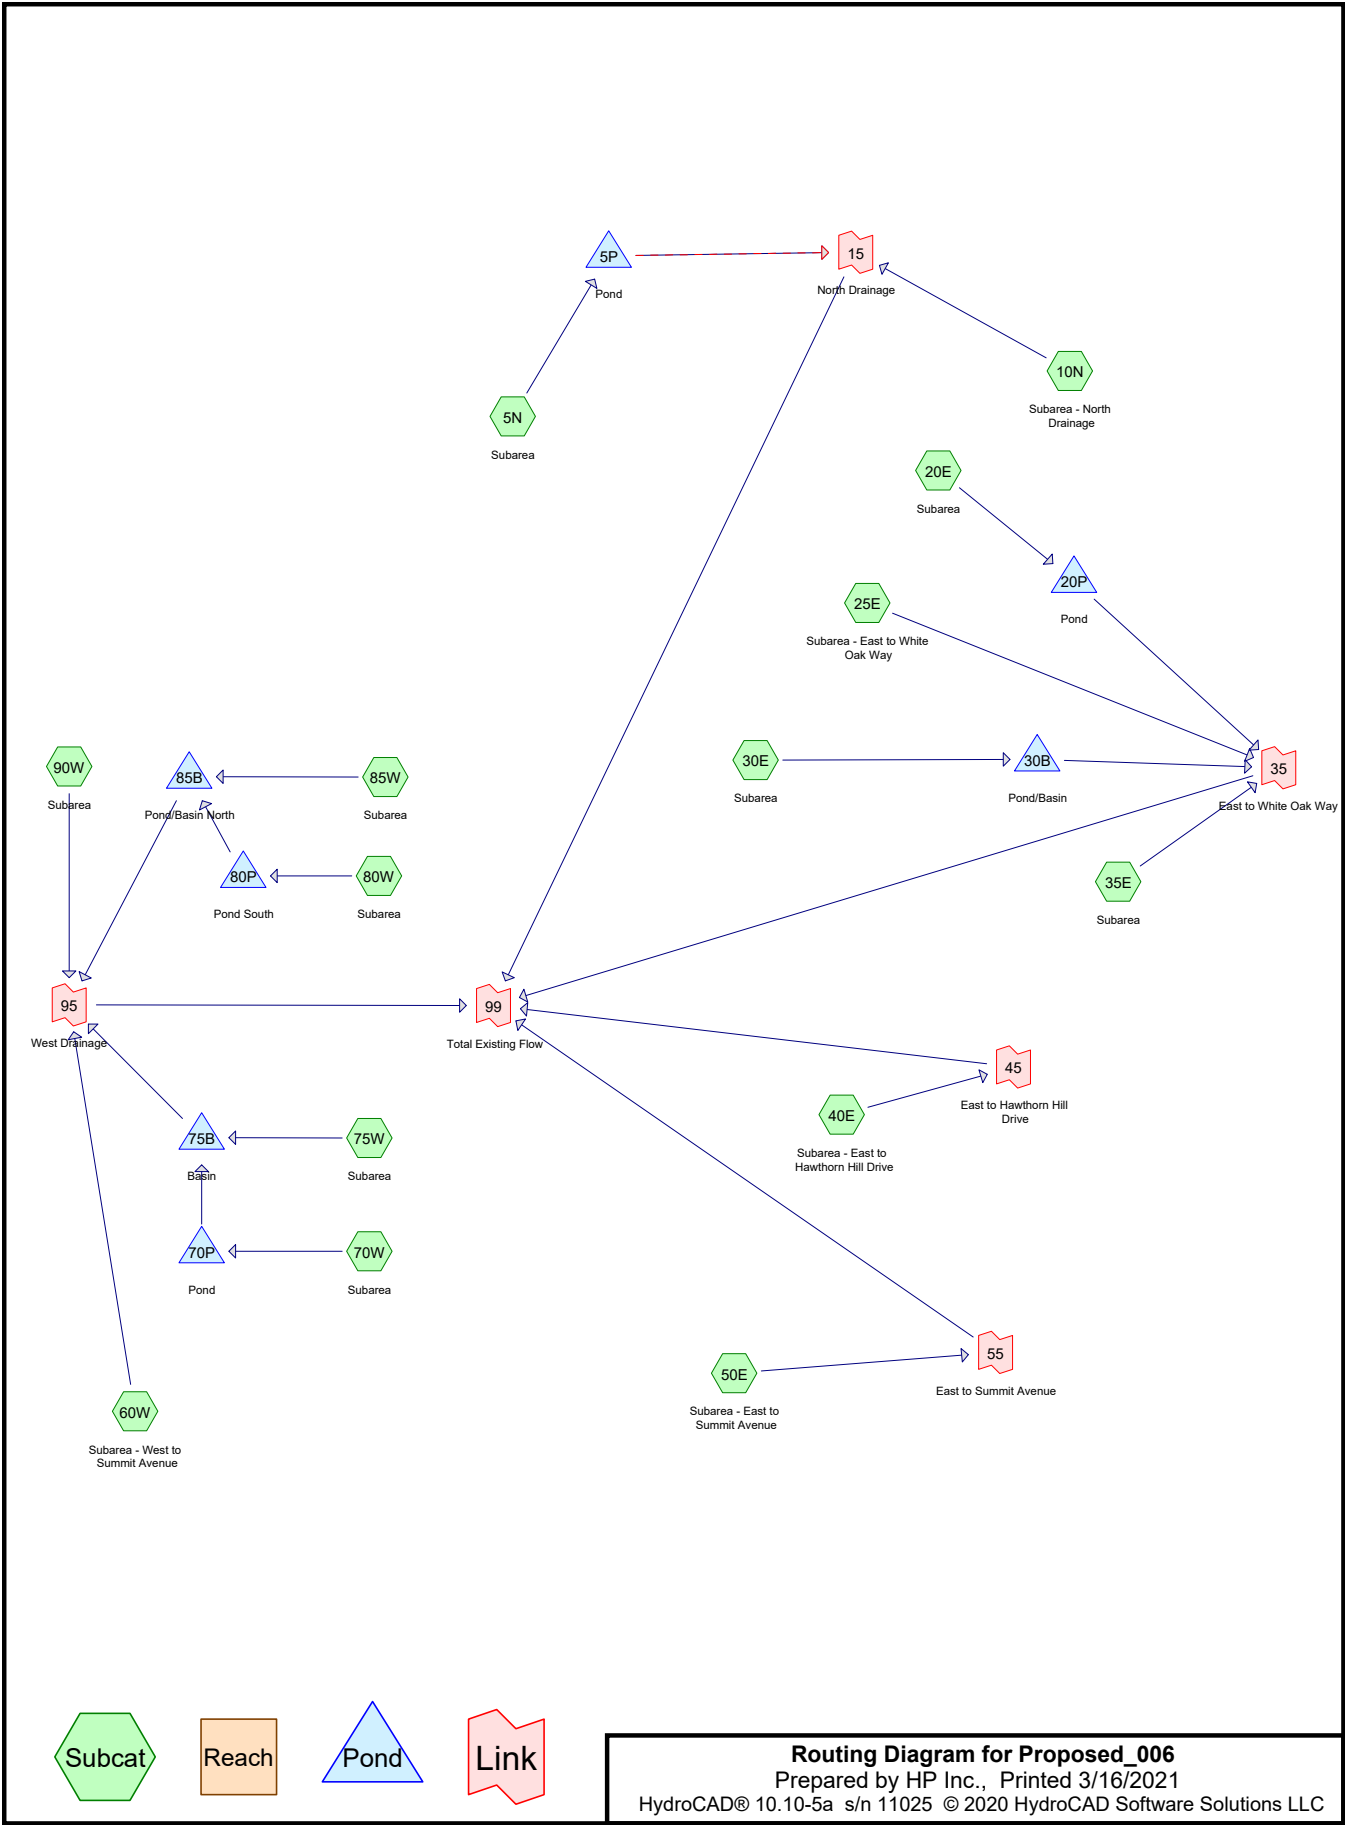 5P
Pond
15
North Drainage
10N
Subarea - North
Drainage
5N
Subarea
20E
Subarea
20P
Pond
25E
Subarea - East to White
Oak Way
90W
Subarea
85B
Pond/Basin North
85W
Subarea
30E
Subarea
30B
Pond/Basin
35
East to White Oak Way
80P
Pond South
80W
Subarea
35E
Subarea
95
West Drainage
99
Total Existing Flow
45
East to Hawthorn Hill
Drive
40E
Subarea - East to
Hawthorn Hill Drive
75B
Basin
75W
Subarea
70P
Pond
70W
Subarea
55
East to Summit Avenue
50E
Subarea - East to
Summit Avenue
60W
Subarea - West to
Summit Avenue
Subcat
Reach
Pond
Link
Routing Diagram for Proposed_006
Prepared by HP Inc.,  Printed 3/16/2021
HydroCAD® 10.10-5a  s/n 11025  © 2020 HydroCAD Software Solutions LLC